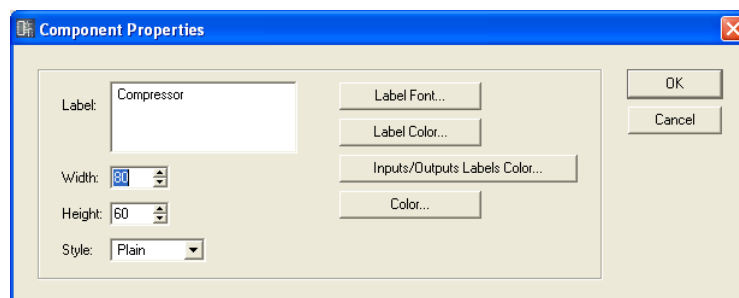 Component Properties
Label:
Compressor
Label Font...
OK
Label Color...
Cancel
Width: 80
Inputs/Outputs Labels Color...
Height: 60
Color...
Style: Plain